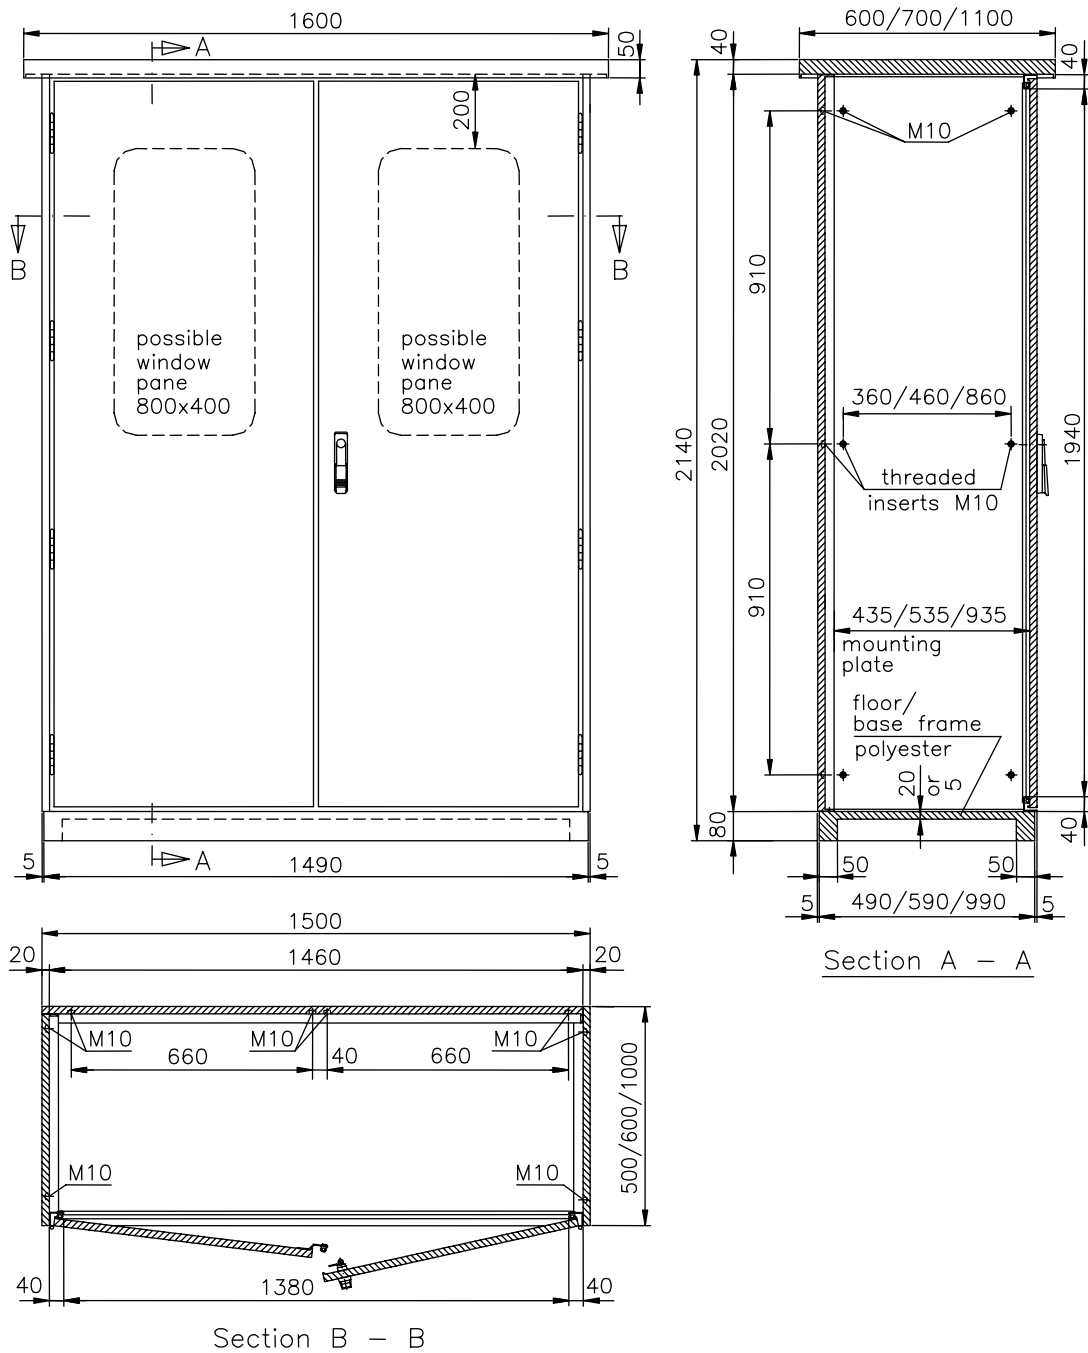 1600
A
50
200
B
B
possible
window
pane
800x400
possible
window
pane
800x400
A
5
1490
5
600/700/1100
40
40
M10
910
360/460/860
2140
2020
1940
threaded
inserts M10
910
435/535/935
mounting
plate
floor/
base frame
polyester
20
or
5
80
40
50
50
5
490/590/990
5
Section A – A
1500
20
1460
20
M10
M10
M10
660
40
660
500/600/1000
M10
M10
40
1380
40
Section B – B